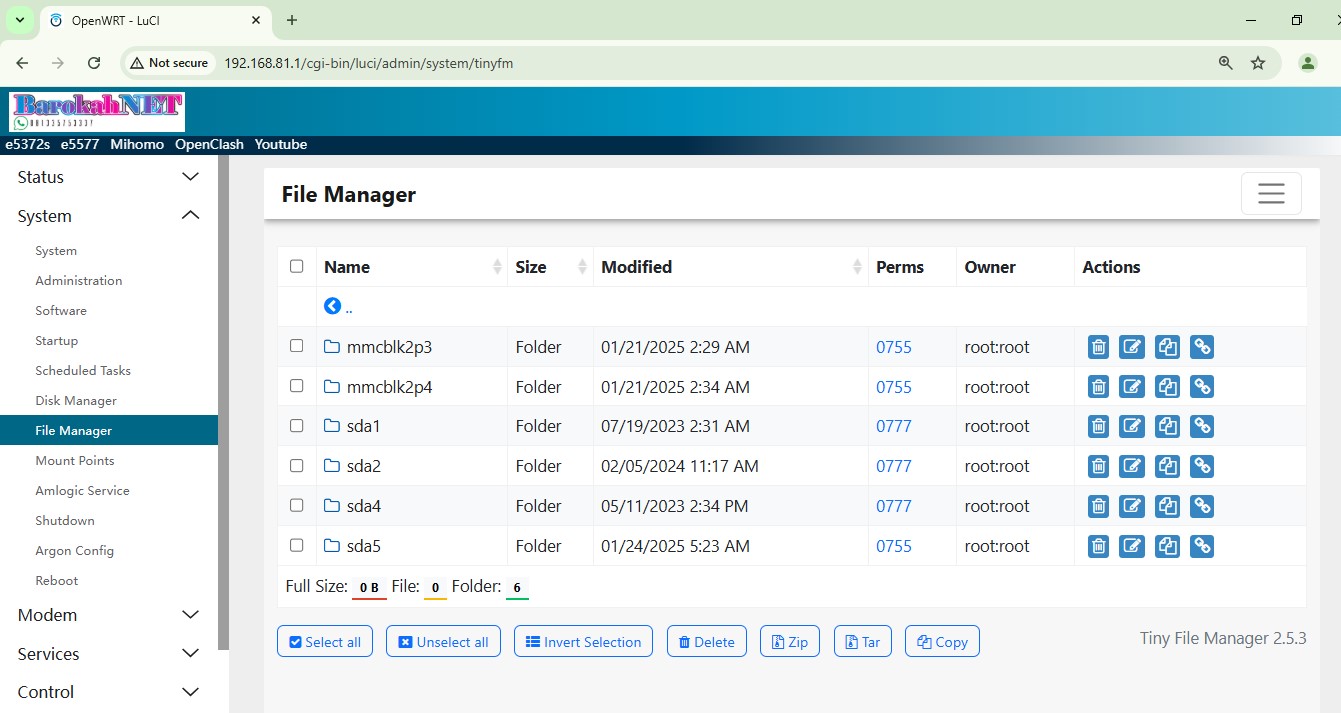 OpenWRT - LuCI
Not secure 192.168.81.1/cgi-bin/luci/admin/system/tinyfm
BarokahNET
e5372s e5577 Mihomo OpenClash Youtube
Status
System
System
Administration
Software
Startup
Scheduled Tasks
Disk Manager
File Manager
Mount Points
Amlogic Service
Shutdown
Argon Config
Reboot
Modem
Services
Control
File Manager
Name Size Modified Perms Owner Actions
..
mmcblk2p3 Folder 01/21/2025 2:29 AM 0755 root:root
mmcblk2p4 Folder 01/21/2025 2:34 AM 0755 root:root
sda1 Folder 07/19/2023 2:31 AM 0777 root:root
sda2 Folder 02/05/2024 11:17 AM 0777 root:root
sda4 Folder 05/11/2023 2:34 PM 0777 root:root
sda5 Folder 01/24/2025 5:23 AM 0755 root:root
Full Size: 0 B File: 0 Folder: 6
Select all Unselect all Invert Selection Delete Zip Tar Copy
Tiny File Manager 2.5.3